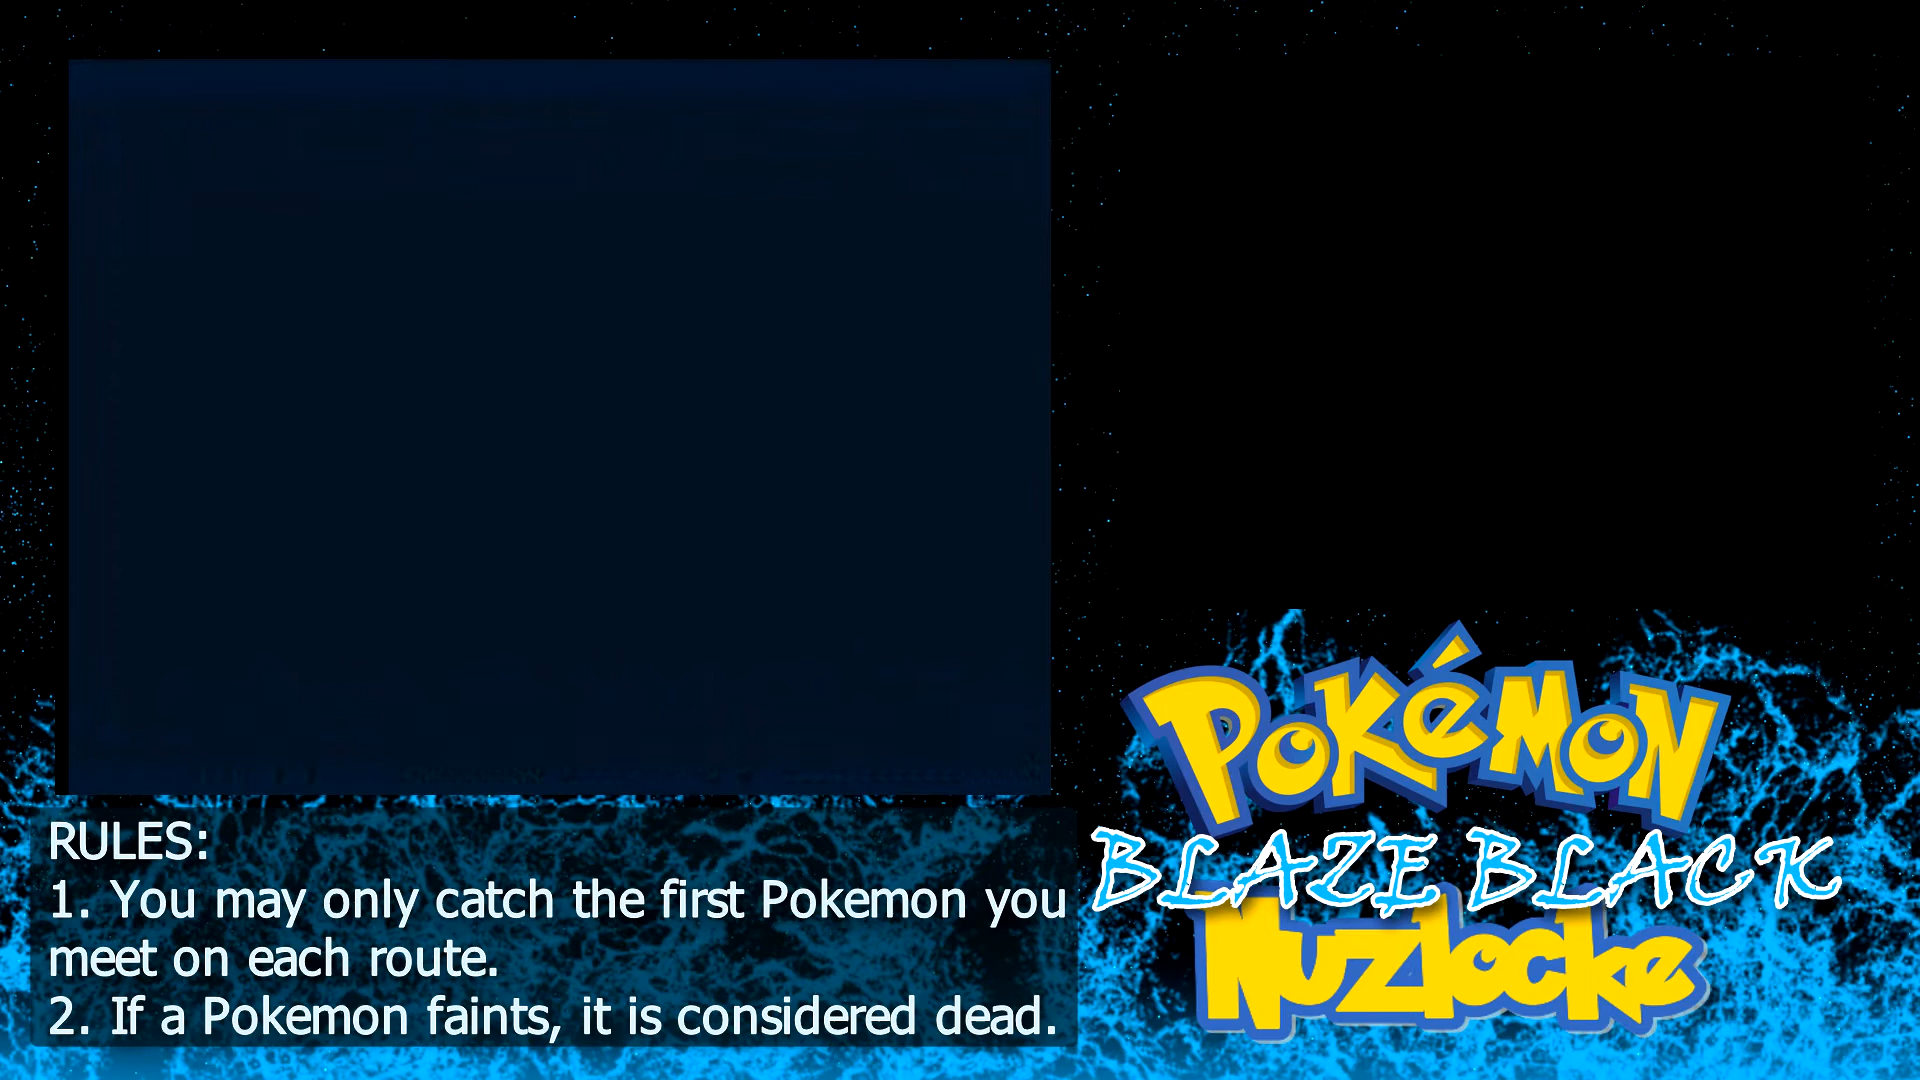 RULES:
1. You may only catch the first Pokemon you
meet on each route.
2. If a Pokemon faints, it is considered dead.
POKéMON
BLAZE BLACK
Nuzlocke